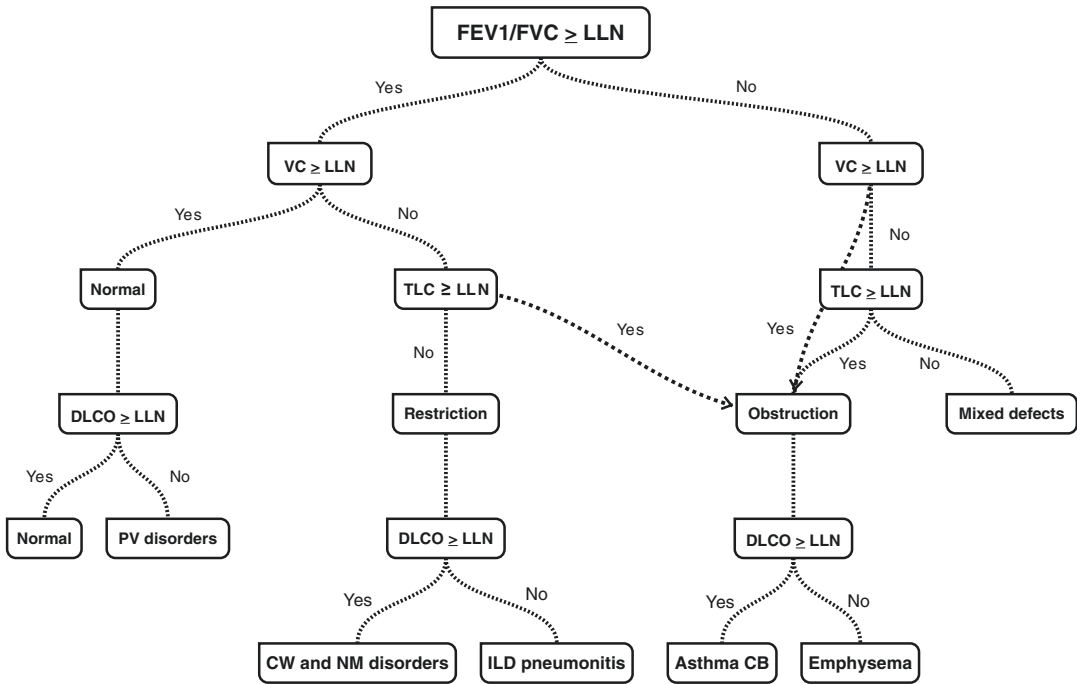 FEV1/FVC ≥ LLN
Yes
No
VC ≥ LLN
VC ≥ LLN
Yes
No
No
Normal
TLC ≥ LLN
TLC ≥ LLN
Yes
Yes
No
Yes
No
DLCO ≥ LLN
Restriction
Obstruction
Mixed defects
Yes
No
Normal
PV disorders
DLCO ≥ LLN
DLCO ≥ LLN
Yes
No
Yes
No
CW and NM disorders
ILD pneumonitis
Asthma CB
Emphysema